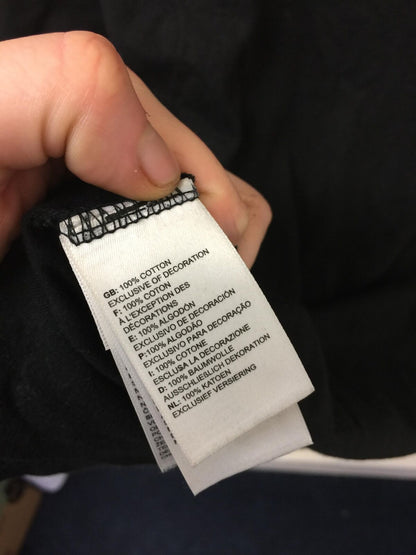 GB: 100% COTTON
EXCLUSIVE OF DECORATION
F: 100% COTON
À L'EXCEPTION DES
DÉCORATIONS
E: 100% ALGODÓN
EXCLUSIVO DE DECORACIÓN
P: 100% ALGODÃO
EXCLUSIVO PARA DECORAÇÃO
I: 100% COTONE
ESCLUSA LA DECORAZIONE
D: 100% BAUMWOLLE
AUSSCHLIESLICH DEKORATION
NL: 100% KATOEN
EXCLUSIEF VERSIERING